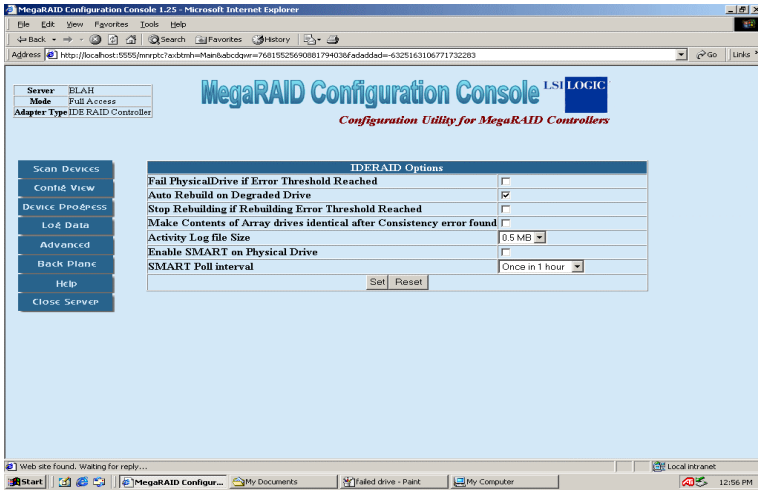 MegaRAID Configuration Console 1.25 - Microsoft Internet Explorer
File Edit View Favorites Tools Help
Back Search Favorites History
Address http://localhost:5555/mnrptc?axbtmh=Main&abcdqwr=7681552569088179403&fadaddad=-6325163106771732283 Go Links
Server BLAH
Mode Full Access
Adapter Type IDE RAID Controller
MegaRAID Configuration Console LSI LOGIC
Configuration Utility for MegaRAID Controllers
Scan Devices
Config View
Device Progress
Log Data
Advanced
Back Plane
Help
Close Server
IDERAID Options
Fail PhysicalDrive if Error Threshold Reached
Auto Rebuild on Degraded Drive
Stop Rebuilding if Rebuilding Error Threshold Reached
Make Contents of Array drives identical after Consistency error found
Activity Log file Size 0.5 MB
Enable SMART on Physical Drive
SMART Poll interval Once in 1 hour
Set Reset
Web site found. Waiting for reply... Local intranet
Start MegaRAID Configur... My Documents failed drive - Paint My Computer 12:56 PM